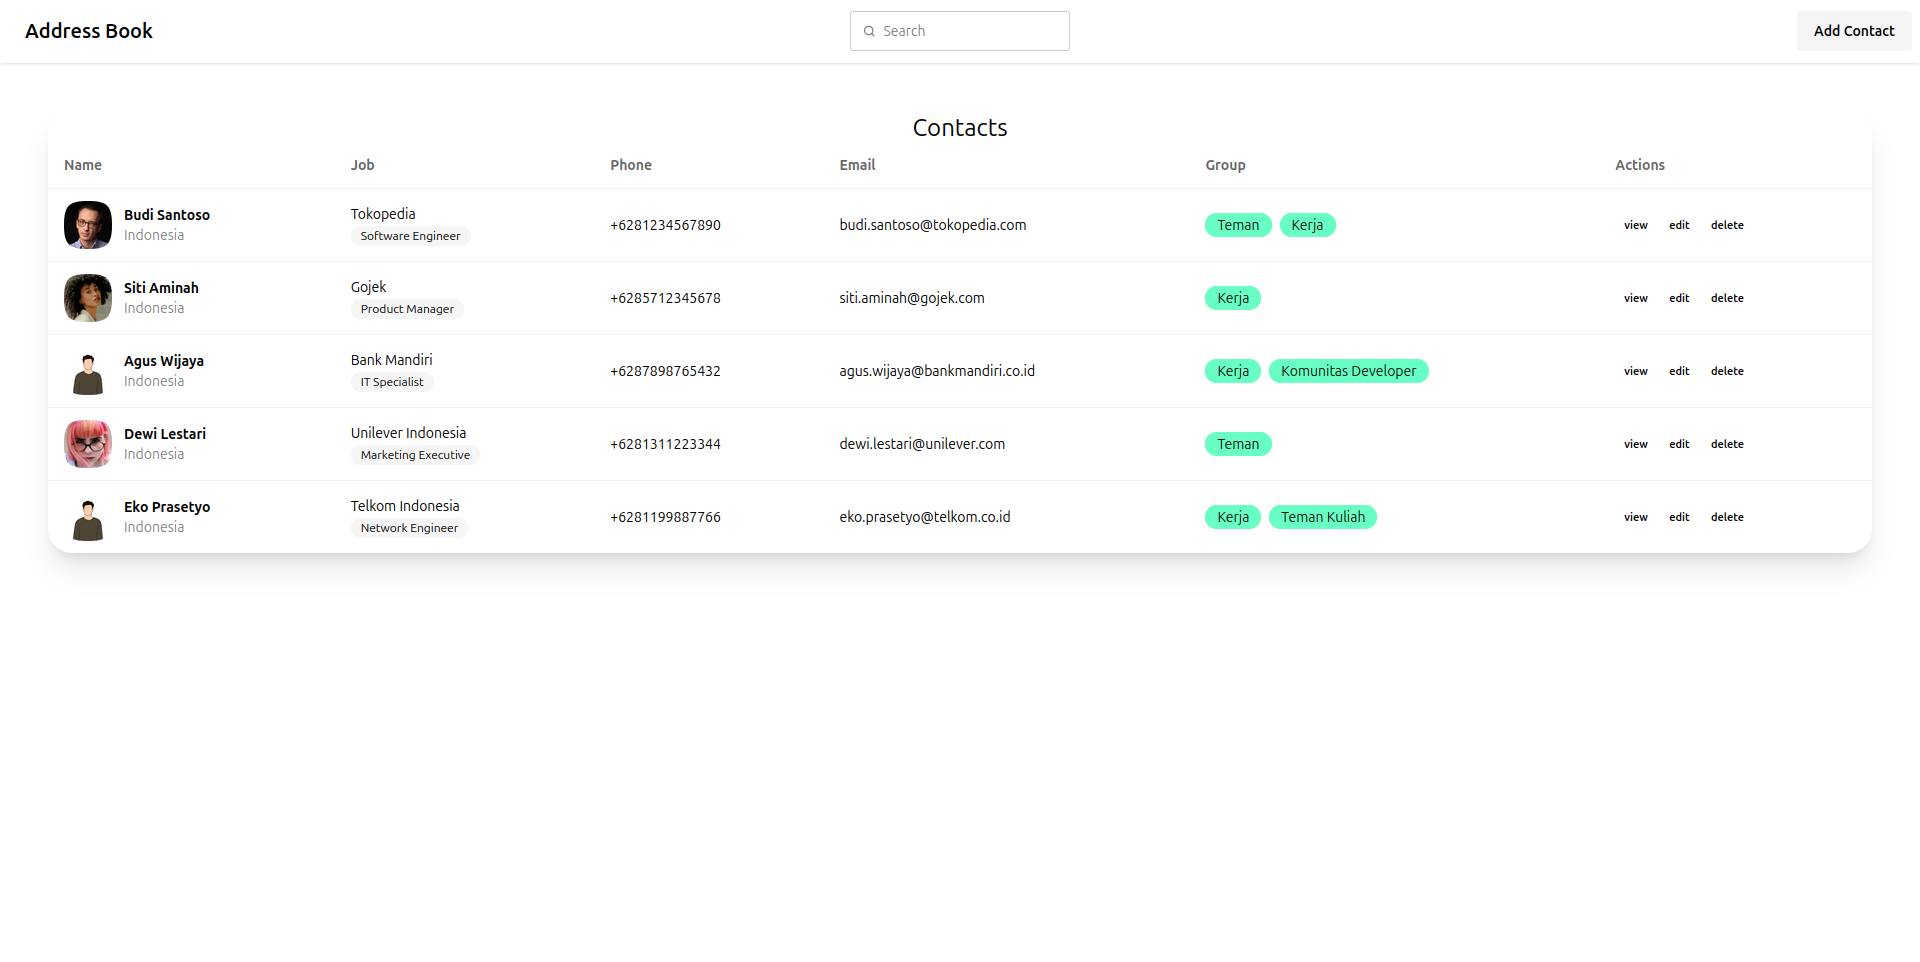 Address Book
Search
Add Contact
Contacts
Name Job Phone Email Group Actions
Budi Santoso
Indonesia
Tokopedia
Software Engineer
+6281234567890
budi.santoso@tokopedia.com
Teman Kerja
view edit delete
Siti Aminah
Indonesia
Gojek
Product Manager
+6285712345678
siti.aminah@gojek.com
Kerja
view edit delete
Agus Wijaya
Indonesia
Bank Mandiri
IT Specialist
+6287898765432
agus.wijaya@bankmandiri.co.id
Kerja Komunitas Developer
view edit delete
Dewi Lestari
Indonesia
Unilever Indonesia
Marketing Executive
+6281311223344
dewi.lestari@unilever.com
Teman
view edit delete
Eko Prasetyo
Indonesia
Telkom Indonesia
Network Engineer
+6281199887766
eko.prasetyo@telkom.co.id
Kerja Teman Kuliah
view edit delete